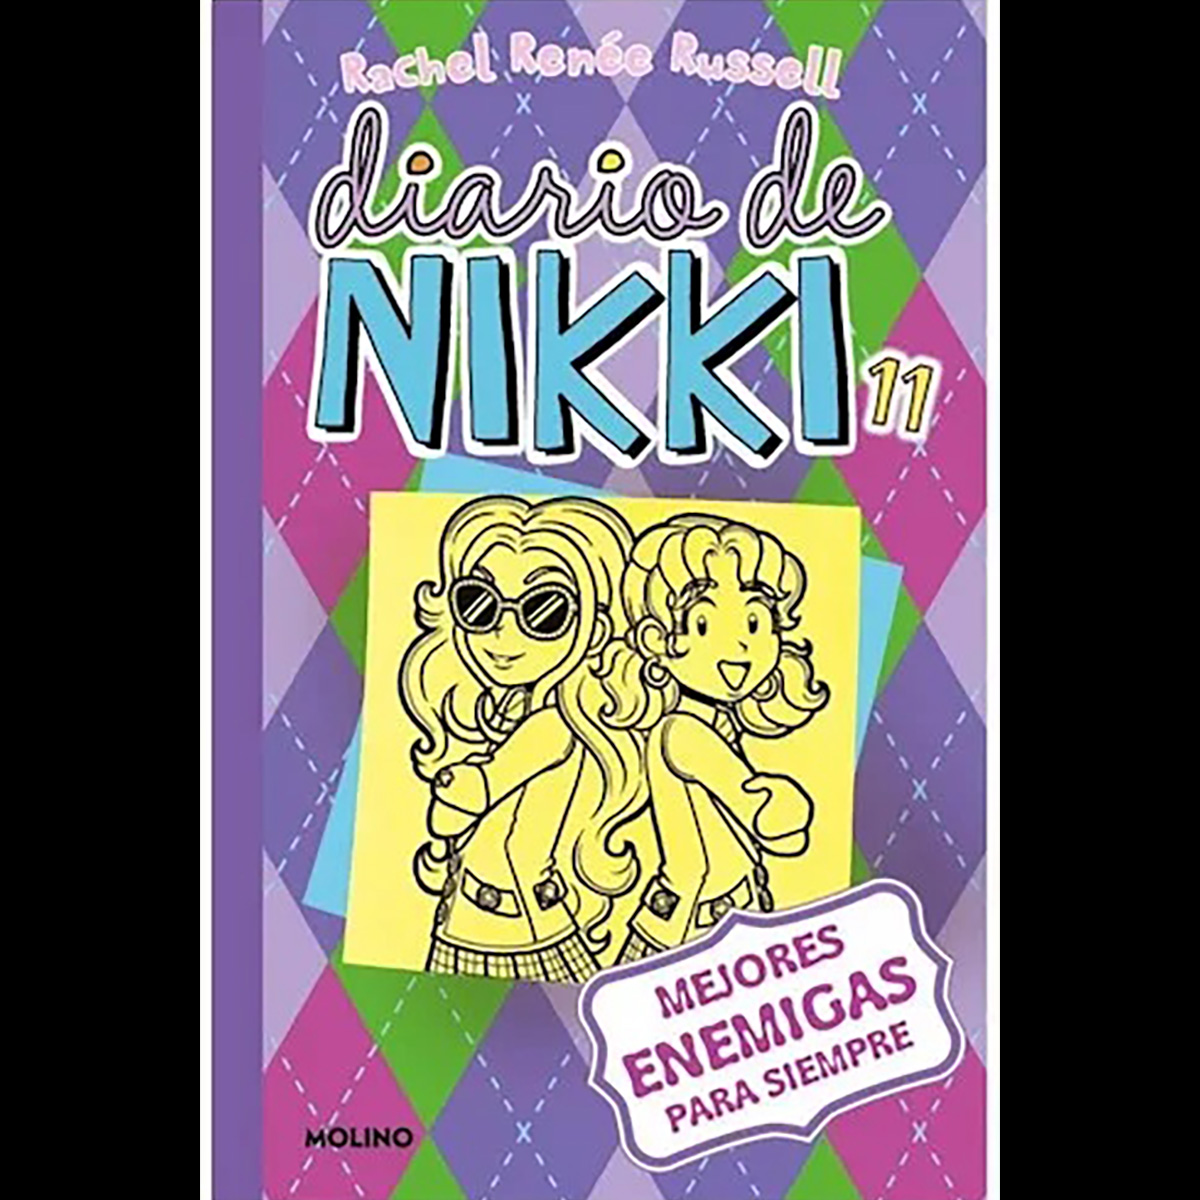 Rachel Renée Russell
diario de
NIKKI
11
MEJORES
ENEMIGAS
PARA SIEMPRE
MOLINO